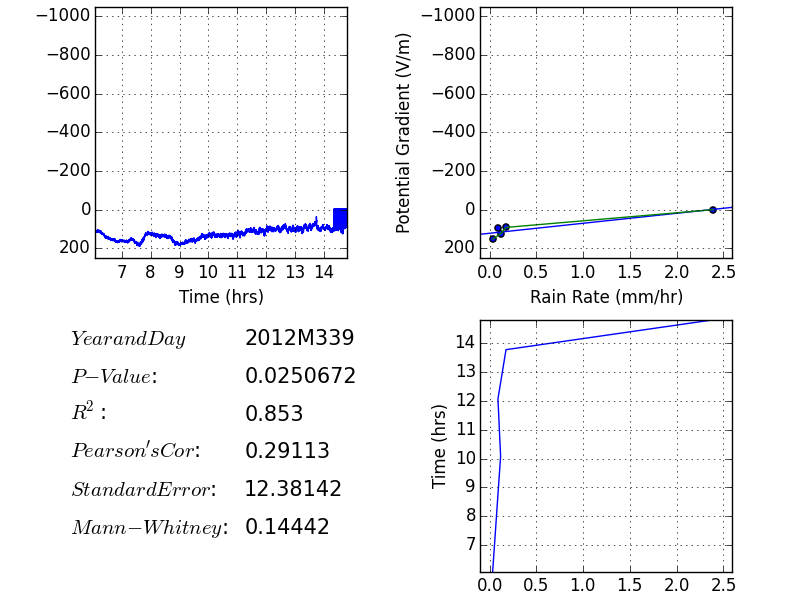 −1000
−800
−600
−400
−200
0
200
7 8 9 10 11 12 13 14
Time (hrs)
Potential Gradient (V/m)
−1000
−800
−600
−400
−200
0
200
0.0 0.5 1.0 1.5 2.0 2.5
Rain Rate (mm/hr)
YearandDay 2012M339
P−Value: 0.0250672
R²: 0.853
Pearson'sCor: 0.29113
StandardError: 12.38142
Mann−Whitney: 0.14442
Time (hrs)
14
13
12
11
10
9
8
7
0.0 0.5 1.0 1.5 2.0 2.5